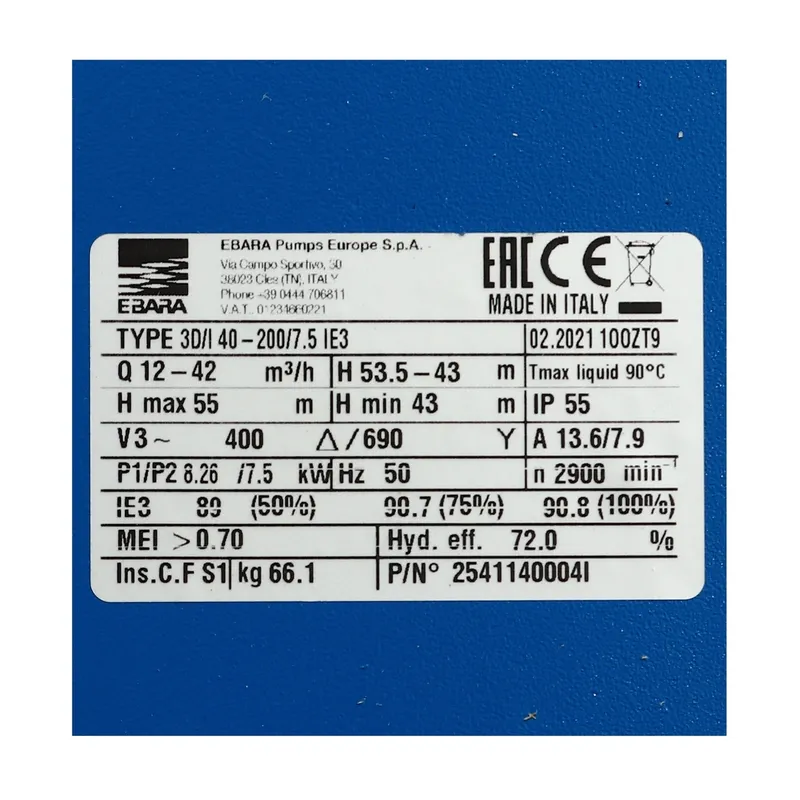 EBARA
EBARA Pumps Europe S.p.A.
Via Campo Sportivo, 30
38023 Cles (TN), ITALY
Phone +39 0444 706811
V.A.T. 01234660221
EAC CE
MADE IN ITALY
TYPE 3D/I 40-200/7.5 IE3 02.2021 100ZT9
Q 12-42 m³/h H 53.5-43 m Tmax liquid 90°C
H max 55 m H min 43 m IP 55
V3~ 400 Δ/690 Y A 13.6/7.9
P1/P2 8.26 /7.5 kW Hz 50 n 2900 min⁻¹
IE3 89 (50%) 90.7 (75%) 90.8 (100%)
MEI >0.70 Hyd. eff. 72.0 %
Ins.C.F S1 kg 66.1 P/N° 2541140004I